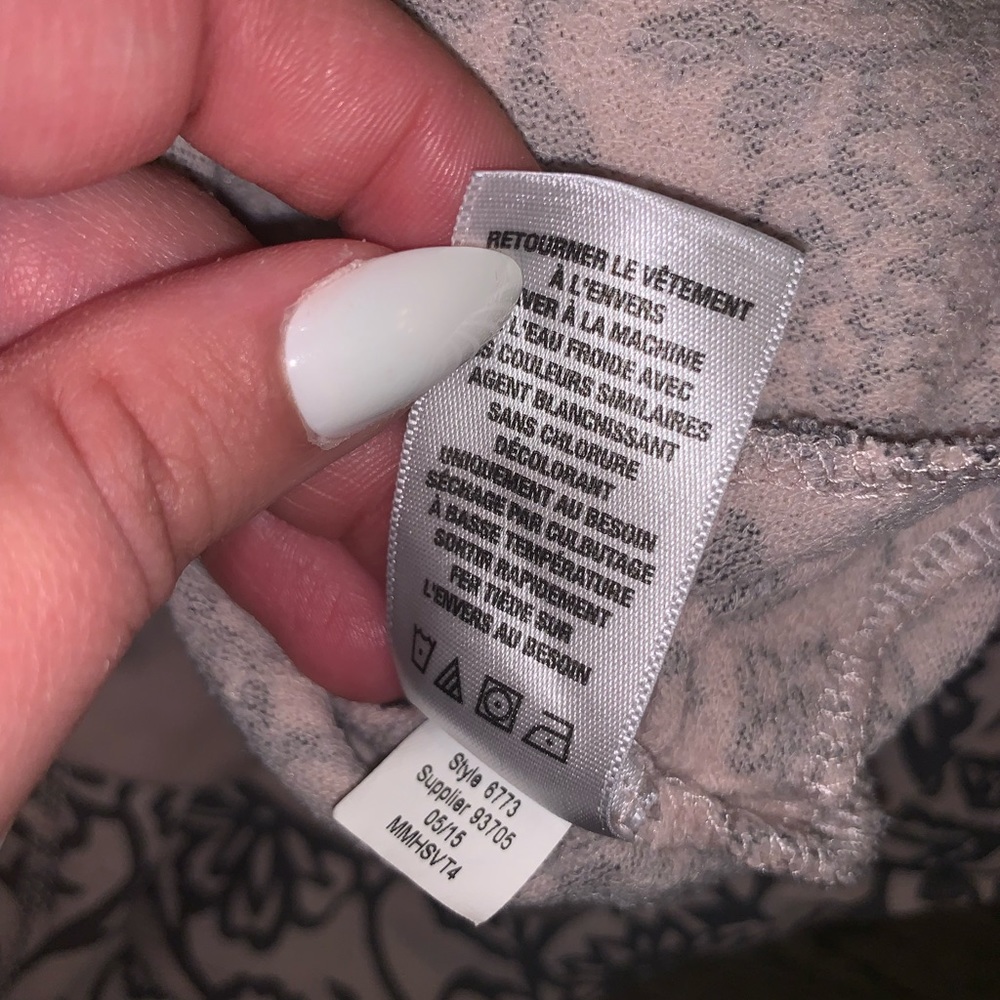 RETOURNER LE VÊTEMENT
À L'ENVERS
VER À LA MACHINE
L'EAU FROIDE AVEC
S COULEURS SIMILAIRES
AGENT BLANCHISSANT
SANS CHLORURE
DÉCOLORANT
UNIQUEMENT AU BESOIN
SÉCHAGE PAR CULBUTAGE
À BASSE TEMPÉRATURE
SORTIR RAPIDEMENT
FER TIÈDE SUR
L'ENVERS AU BESOIN
Style 6773
Supplier 93705
05/15
MMHSVT4